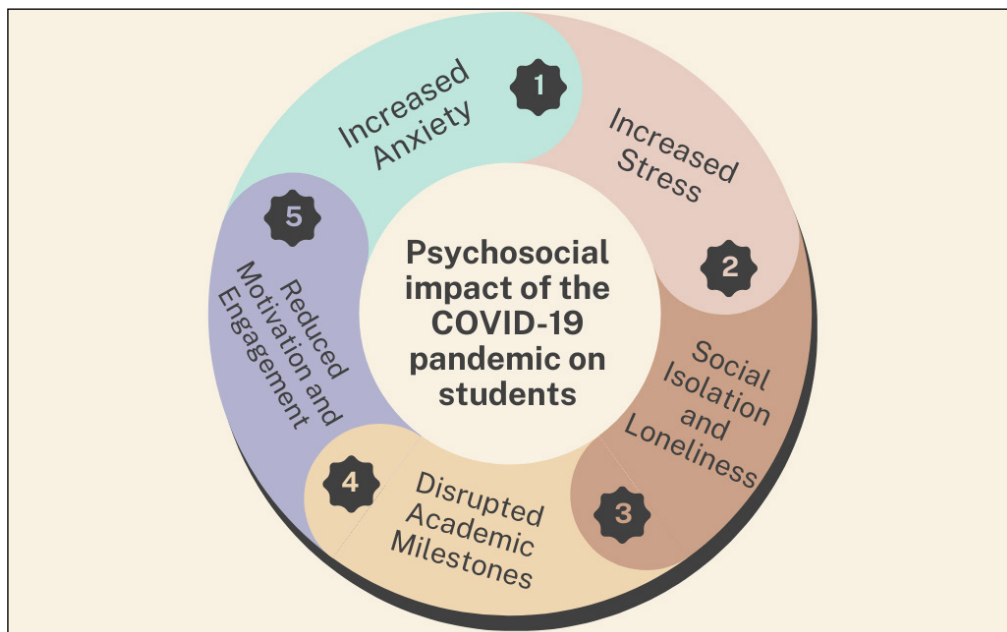 Psychosocial
impact of the
COVID-19
pandemic on
students
1
Increased
Anxiety
2
Increased
Stress
3
Social
Isolation
and
Loneliness
4
Disrupted
Academic
Milestones
5
Reduced
Motivation and
Engagement